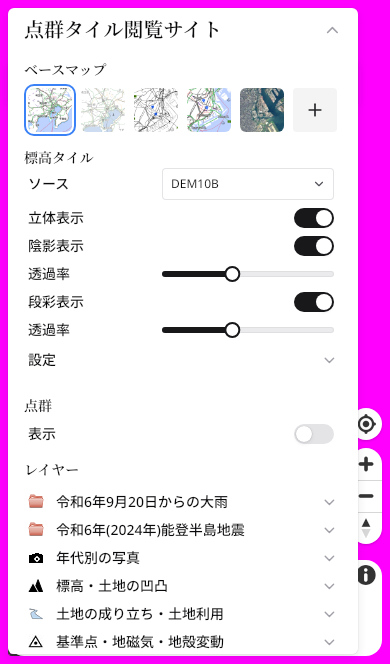 点群タイル閲覧サイト
ベースマップ
標高タイル
ソース DEM10B
立体表示
陰影表示
透過率
段彩表示
透過率
設定
点群
表示
レイヤー
令和6年9月20日からの大雨
令和6年(2024年)能登半島地震
年代別の写真
標高・土地の凹凸
土地の成り立ち・土地利用
基準点・地磁気・地殻変動